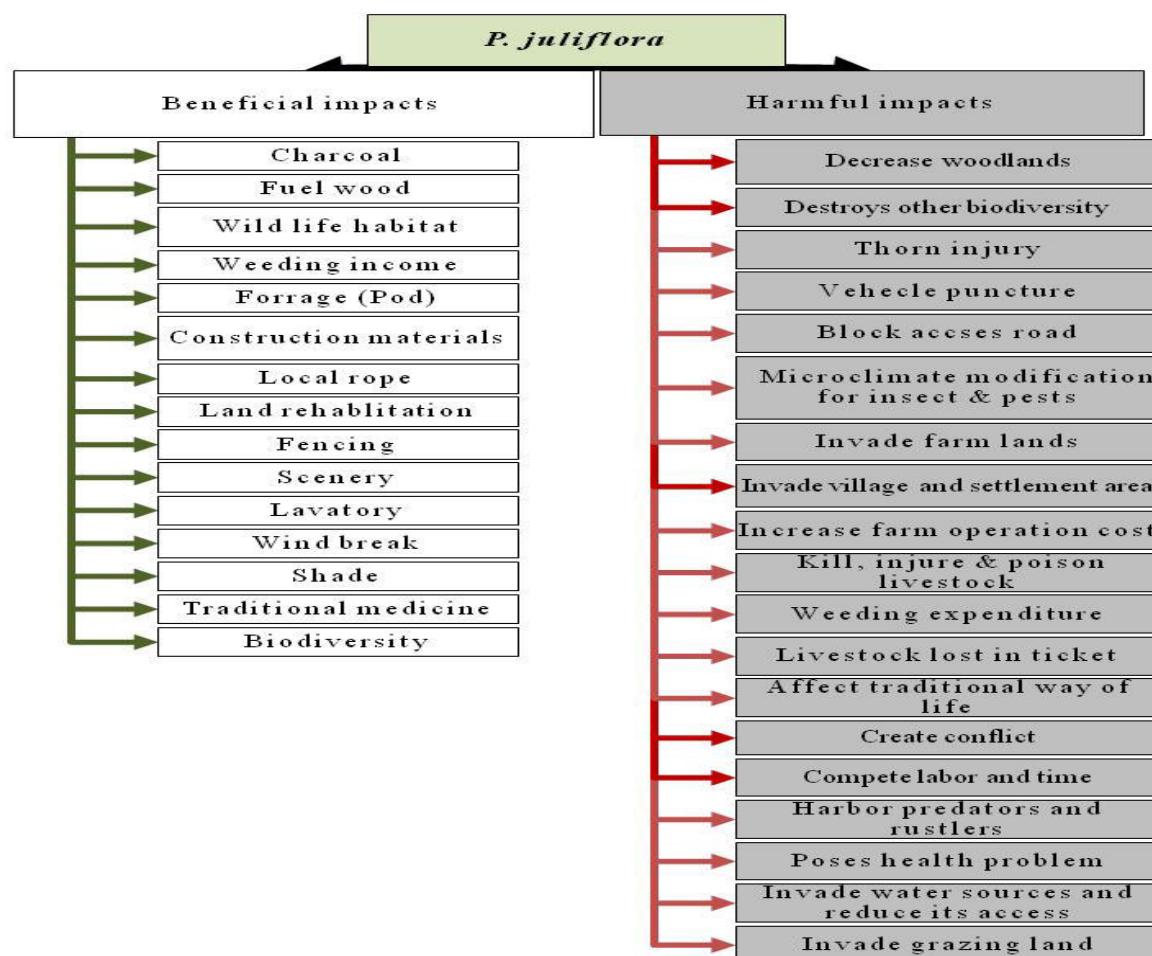 P. juliflora
Beneficial impacts
Charcoal
Fuel wood
Wild life habitat
Weeding income
Forrage (Pod)
Construction materials
Local rope
Land rehablitation
Fencing
Scenery
Lavatory
Wind break
Shade
Traditional medicine
Biodiversity
Harmful impacts
Decrease woodlands
Destroys other biodiversity
Thorn injury
Vehecle puncture
Block accses road
Microclimate modification
for insect & pests
Invade farm lands
Invade village and settlement area
Increase farm operation cost
Kill, injure & poison
livestock
Weeding expenditure
Livestock lost in ticket
Affect traditional way of
life
Create conflict
Compete labor and time
Harbor predators and
rustlers
Poses health problem
Invade water sources and
reduce its access
Invade grazing land